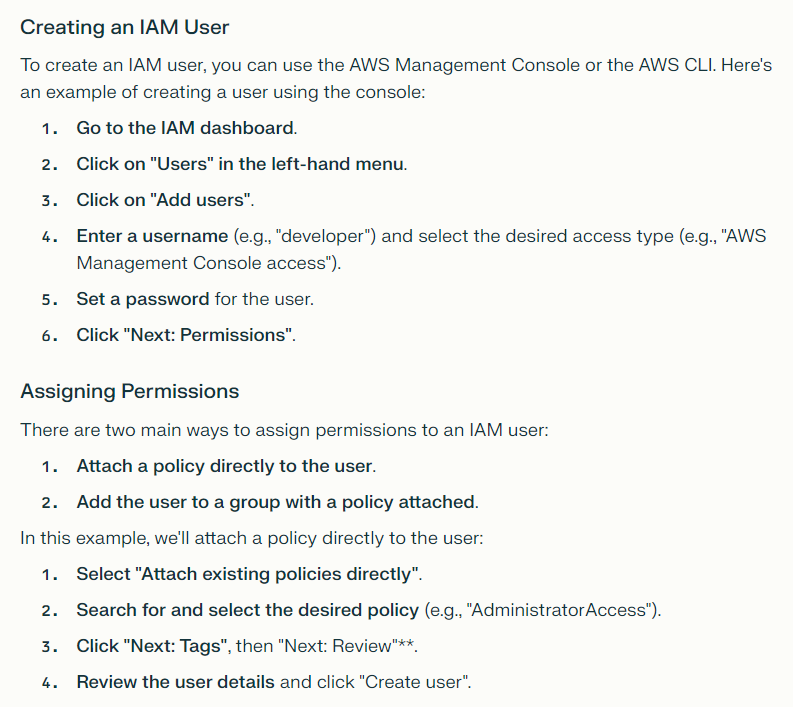 Creating an IAM User
To create an IAM user, you can use the AWS Management Console or the AWS CLI. Here's
an example of creating a user using the console:
1. Go to the IAM dashboard.
2. Click on "Users" in the left-hand menu.
3. Click on "Add users".
4. Enter a username (e.g., "developer") and select the desired access type (e.g., "AWS
Management Console access").
5. Set a password for the user.
6. Click "Next: Permissions".
Assigning Permissions
There are two main ways to assign permissions to an IAM user:
1. Attach a policy directly to the user.
2. Add the user to a group with a policy attached.
In this example, we'll attach a policy directly to the user:
1. Select "Attach existing policies directly".
2. Search for and select the desired policy (e.g., "AdministratorAccess").
3. Click "Next: Tags", then "Next: Review"**.
4. Review the user details and click "Create user".